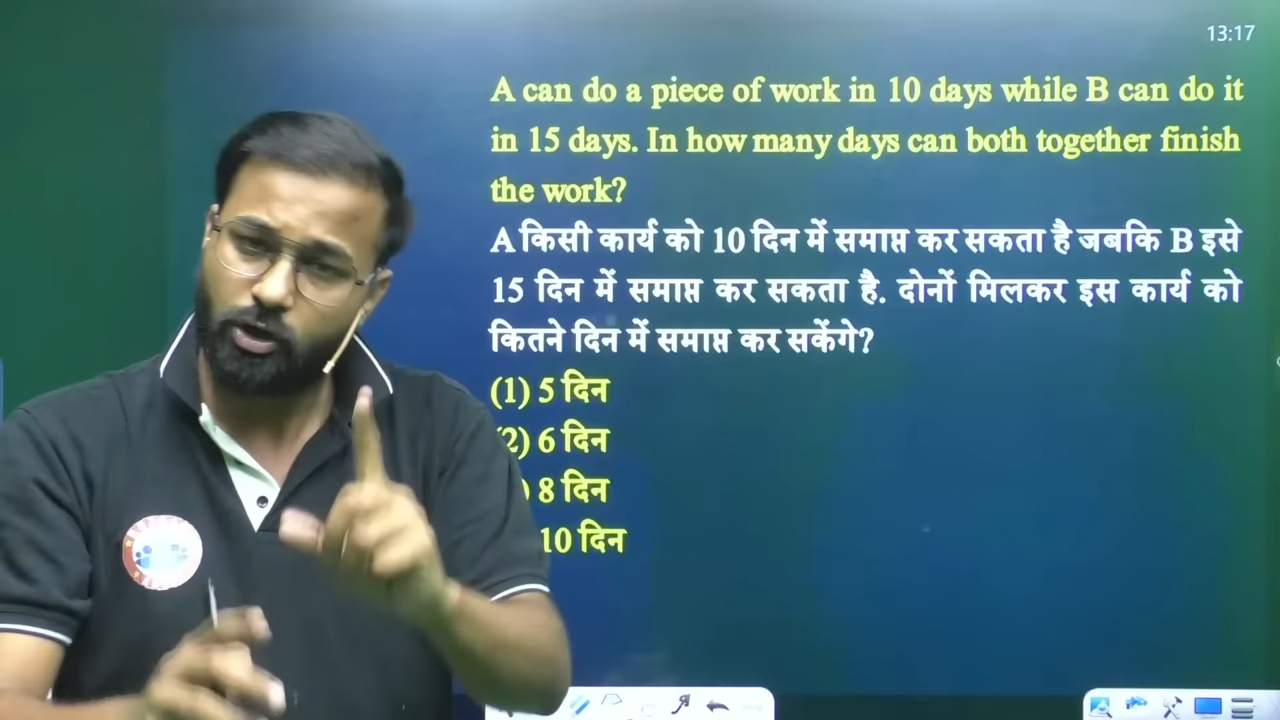 13:17
A can do a piece of work in 10 days while B can do it
in 15 days. In how many days can both together finish
the work?
A किसी कार्य को 10 दिन में समाप्त कर सकता है जबकि B इसे
15 दिन में समाप्त कर सकता है. दोनों मिलकर इस कार्य को
कितने दिन में समाप्त कर सकेंगे?
(1) 5 दिन
2) 6 दिन
) 8 दिन
10 दिन